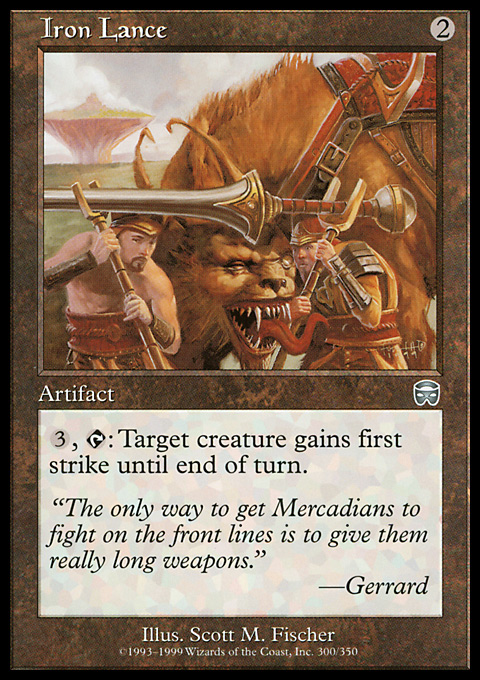 Iron Lance 2
Artifact
3, : Target creature gains first
strike until end of turn.
“The only way to get Mercadians to
fight on the front lines is to give them
really long weapons.”
—Gerrard
Illus. Scott M. Fischer
©1993–1999 Wizards of the Coast, Inc. 300/350